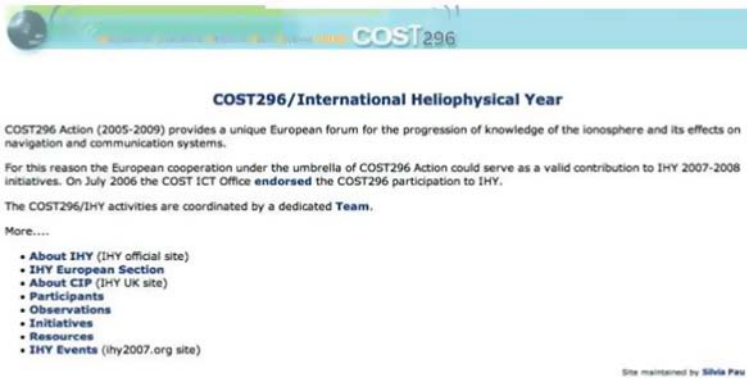 COST296
COST296/International Heliophysical Year
COST296 Action (2005-2009) provides a unique European forum for the progression of knowledge of the ionosphere and its effects on
navigation and communication systems.
For this reason the European cooperation under the umbrella of COST296 Action could serve as a valid contribution to IHY 2007-2008
initiatives. On July 2006 the COST ICT Office endorsed the COST296 participation to IHY.
The COST296/IHY activities are coordinated by a dedicated Team.
More....
• About IHY (IHY official site)
• IHY European Section
• About CIP (IHY UK site)
• Participants
• Observations
• Initiatives
• Resources
• IHY Events (ihy2007.org site)
Site maintained by Silvia Pau